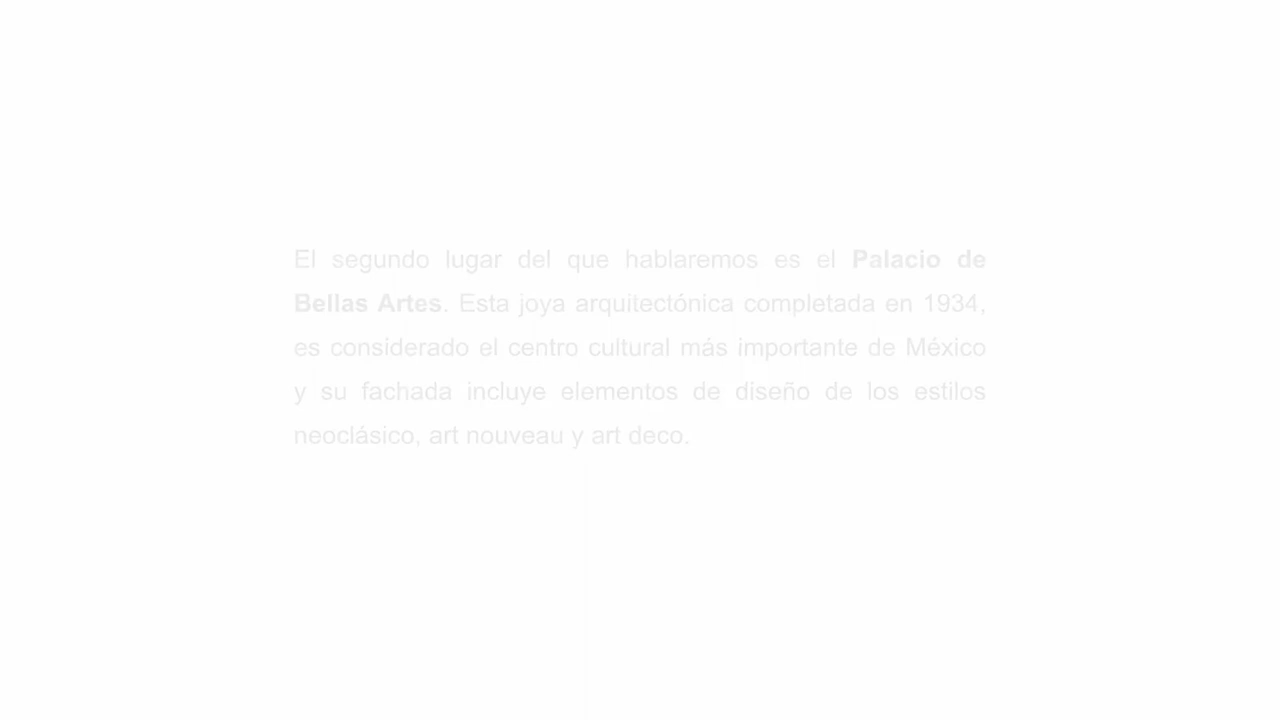 El segundo lugar del que hablaremos es el Palacio de
Bellas Artes. Esta joya arquitectónica completada en 1934,
es considerado el centro cultural más importante de México
y su fachada incluye elementos de diseño de los estilos
neoclásico, art nouveau y art deco.